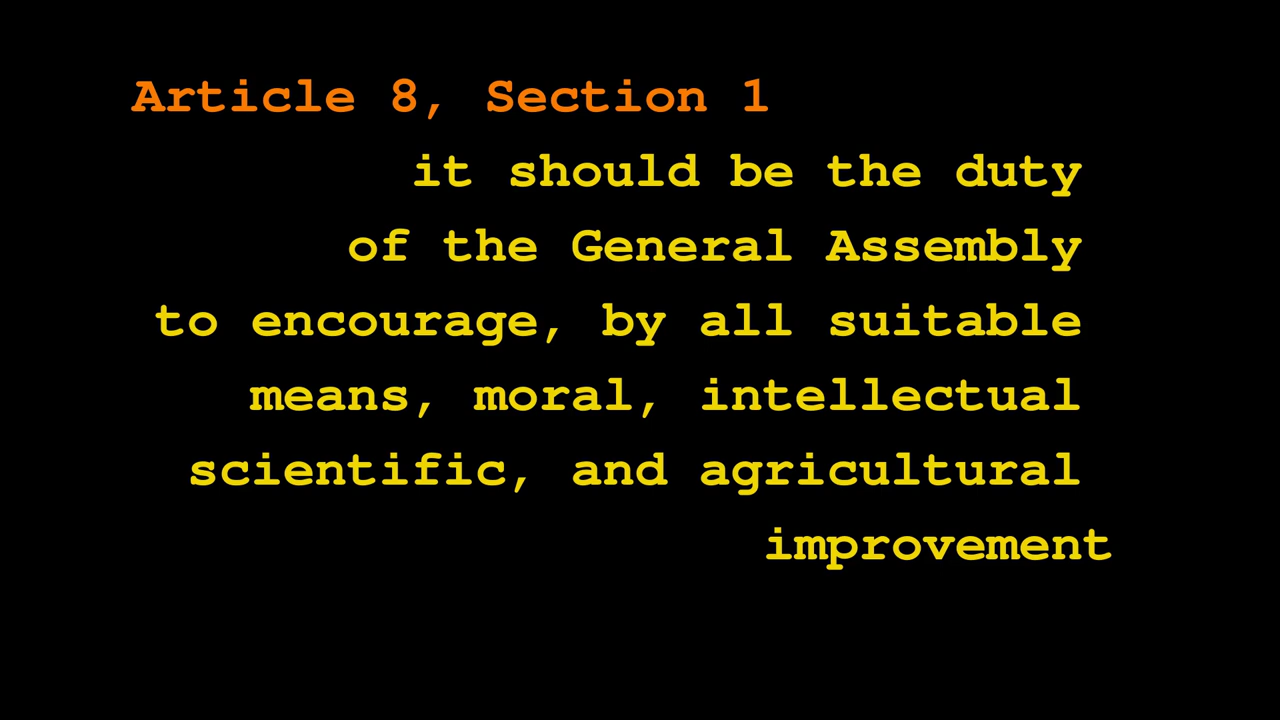 Article 8, Section 1
it should be the duty
of the General Assembly
to encourage, by all suitable
means, moral, intellectual
scientific, and agricultural
improvement